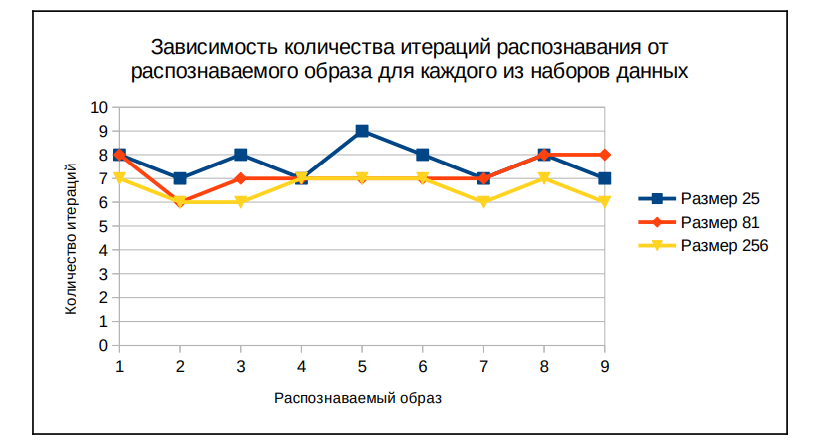 Зависимость количества итераций распознавания от
распознаваемого образа для каждого из наборов данных
10
9
8
7
6
5
4
3
2
1
0
Количество итераций
1 2 3 4 5 6 7 8 9
Распознаваемый образ
Размер 25
Размер 81
Размер 256